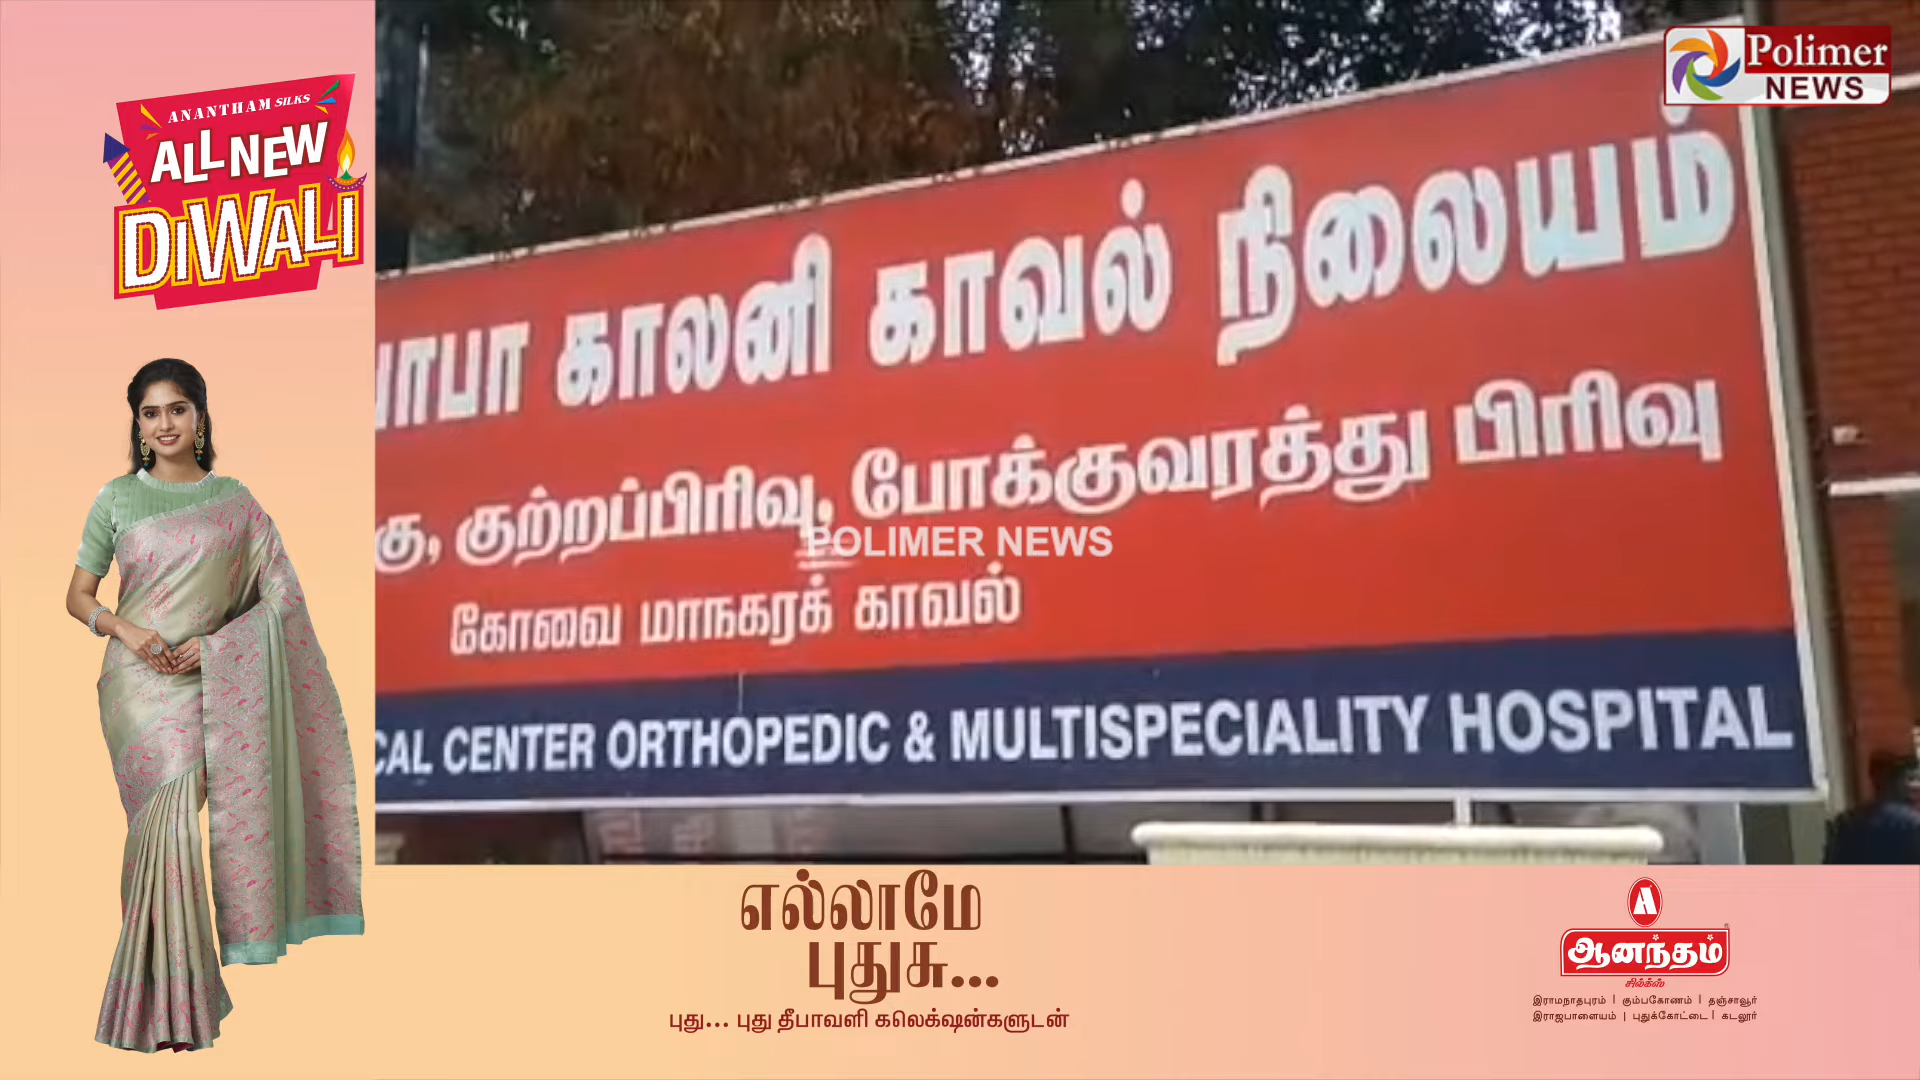 ANANTHAM SILKS
ALL NEW
DIWALI
Polimer
NEWS
பாபா காலனி காவல் நிலையம்
கு, குற்றப்பிரிவு, போக்குவரத்து பிரிவு
POLIMER NEWS
கோவை மாநகரக் காவல்
CAL CENTER ORTHOPEDIC & MULTISPECIALITY HOSPITAL
எல்லாமே
புதுசு...
புது... புது தீபாவளி கலெக்‌ஷன்களுடன்
A
ஆனந்தம்
சில்க்ஸ்
இராமநாதபுரம் | கும்பகோணம் | தஞ்சாவூர்
இராஜபாளையம் | புதுக்கோட்டை | கடலூர்